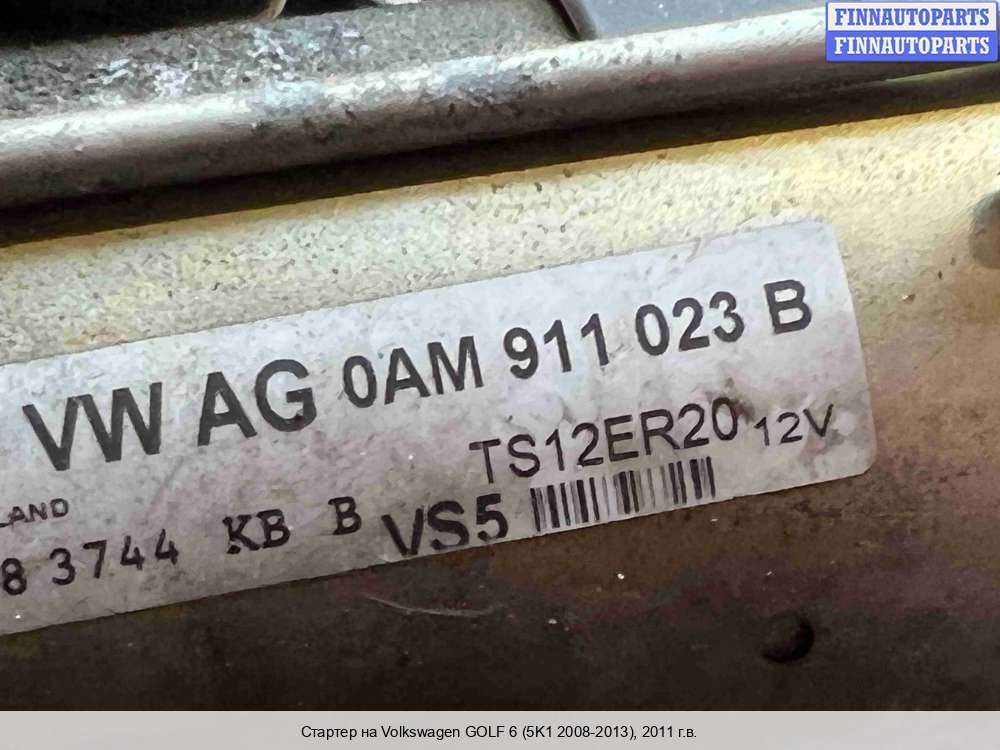 FINNAUTOPARTS
FINNAUTOPARTS
VW AG 0AM 911 023 B
TS12ER20 12V
LAND
8 3744 KB B VS5
Стартер на Volkswagen GOLF 6 (5K1 2008-2013), 2011 г.в.